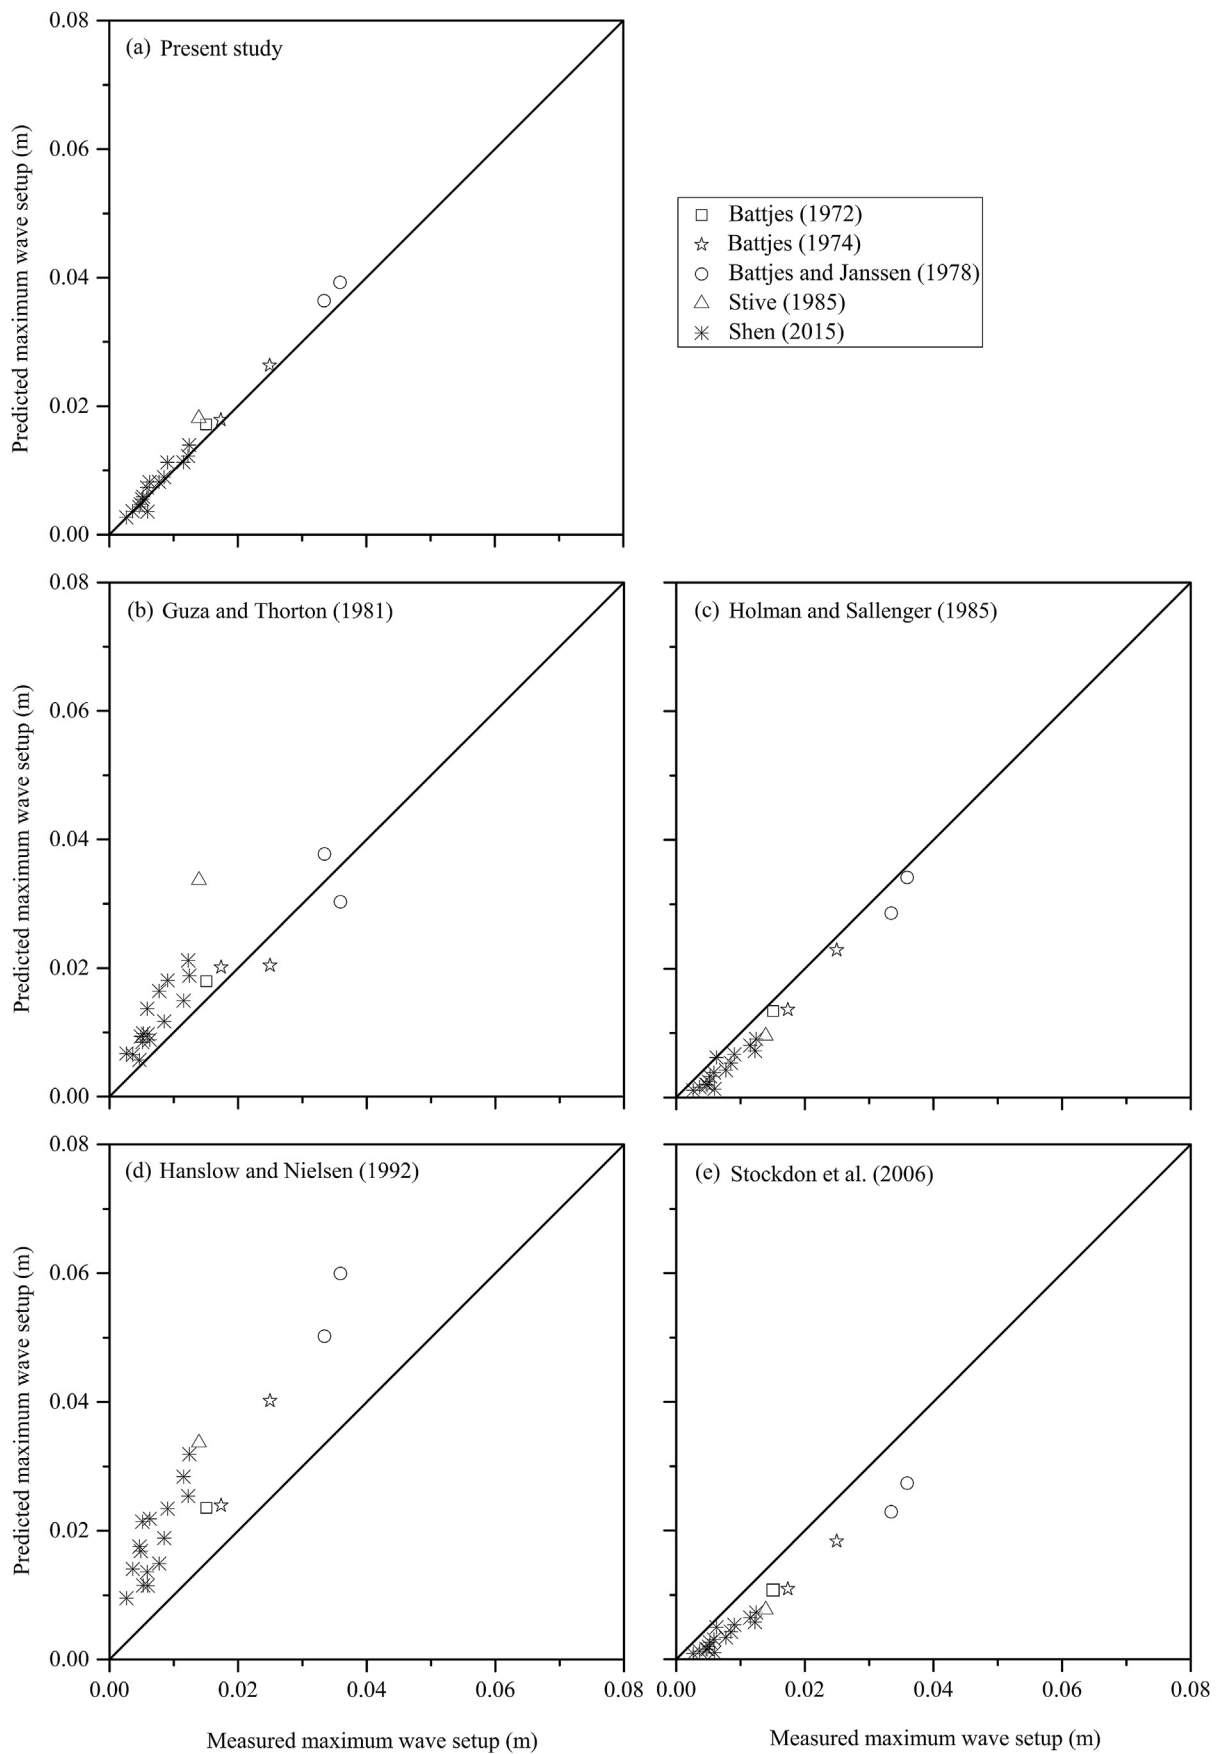 0.08
(a) Present study
0.06
0.04
0.02
0.00
Predicted maximum wave setup (m)
Battjes (1972)
Battjes (1974)
Battjes and Janssen (1978)
Stive (1985)
Shen (2015)
0.08
(b) Guza and Thorton (1981)
0.06
0.04
0.02
0.00
Predicted maximum wave setup (m)
(c) Holman and Sallenger (1985)
0.08
(d) Hanslow and Nielsen (1992)
0.06
0.04
0.02
0.00
Predicted maximum wave setup (m)
0.00 0.02 0.04 0.06 0.08
Measured maximum wave setup (m)
(e) Stockdon et al. (2006)
0.00 0.02 0.04 0.06 0.08
Measured maximum wave setup (m)